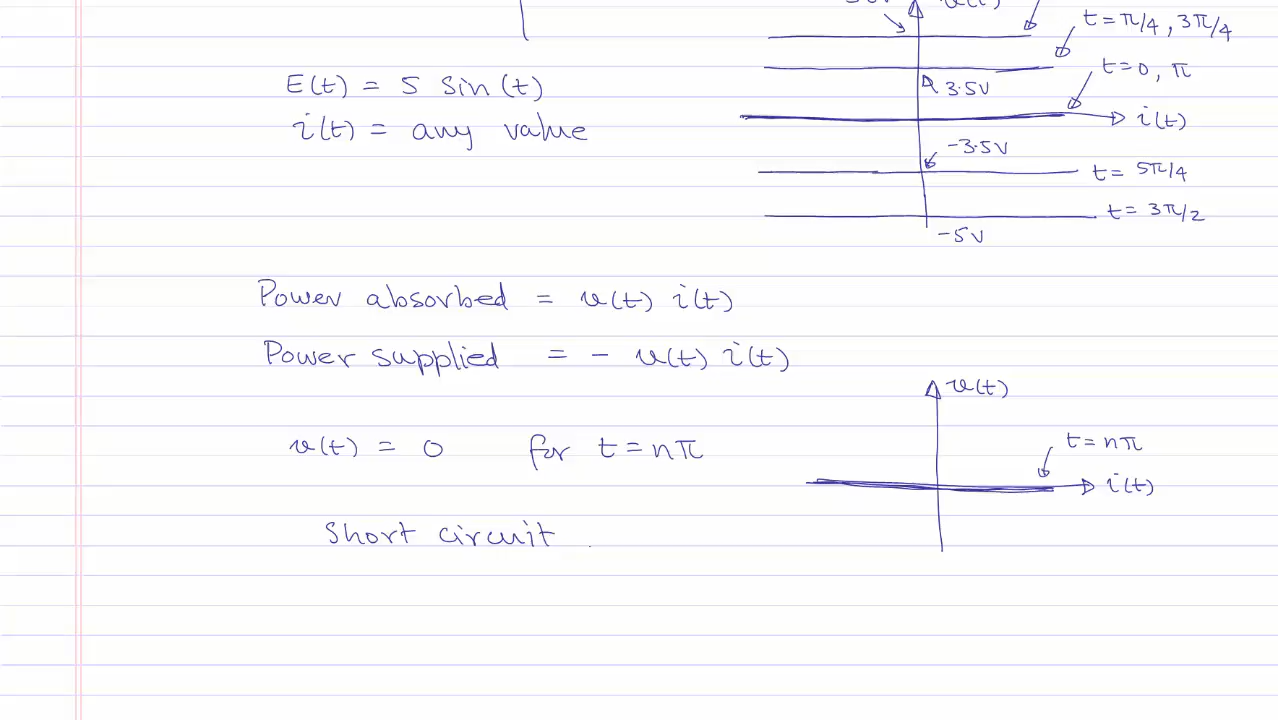 v(t)
t = π/4, 3π/4
3.5v
t = 0, π
E(t) = 5 sin(t)
i(t) = any value
i(t)
-3.5v
t = 5π/4
t = 3π/2
-5v
Power absorbed = v(t) i(t)
Power supplied = - v(t) i(t)
v(t)
v(t) = 0 for t = nπ
t = nπ
i(t)
Short circuit